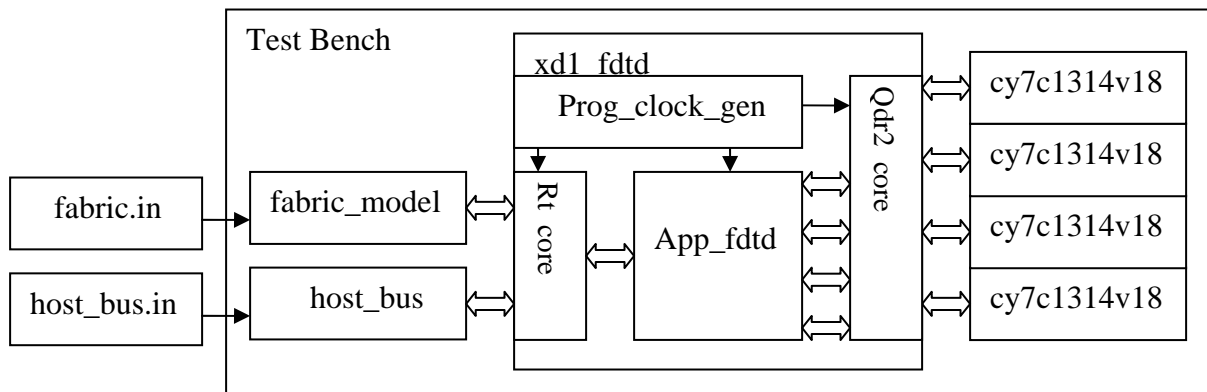 Test Bench
xd1_fdtd
Prog_clock_gen
Qdr2 core
cy7c1314v18
cy7c1314v18
cy7c1314v18
cy7c1314v18
fabric.in
fabric_model
Rt core
App_fdtd
host_bus.in
host_bus